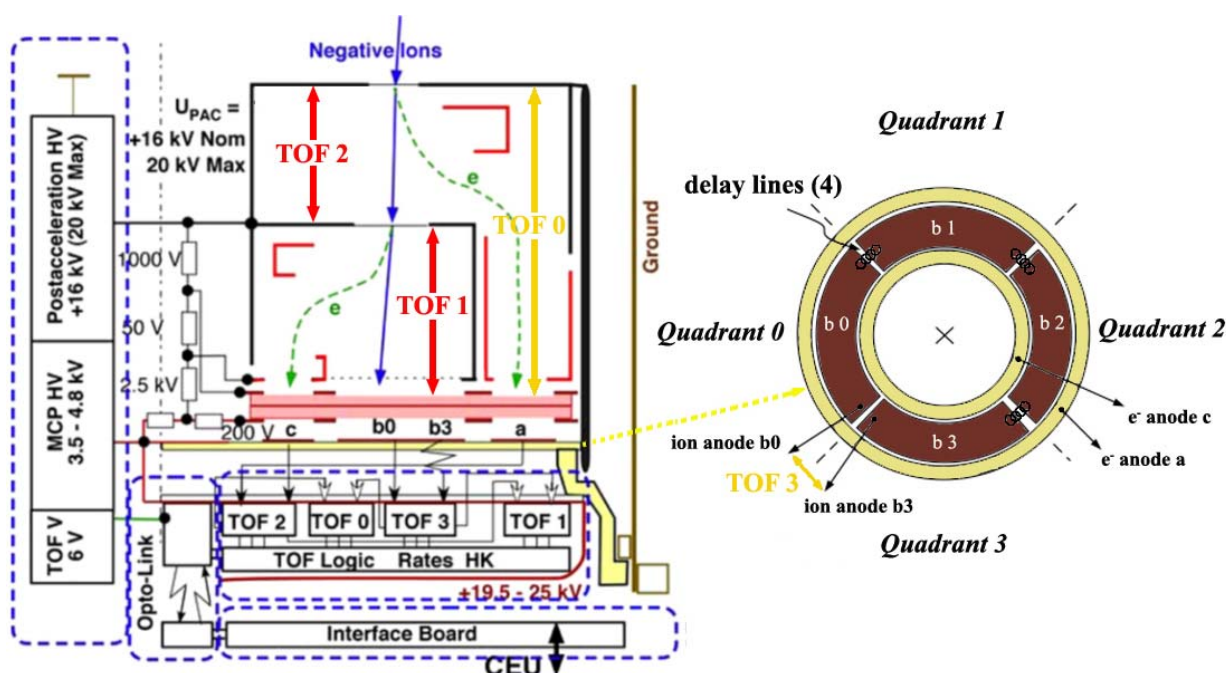 Negative Ions
U_PAC =
+16 kV Nom
20 kV Max
TOF 2
e
TOF 0
e
TOF 1
Ground
Postacceleration HV
+16 kV (20 kV Max)
MCP HV
3.5 - 4.8 kV
TOF V
6 V
1000 V
50 V
2.5 kV
200 V
c
b0
b3
a
TOF 2
TOF 0
TOF 3
TOF 1
TOF Logic Rates HK
+19.5 - 25 kV
Opto-Link
Interface Board
CEU
Quadrant 1
delay lines (4)
b 1
Quadrant 0
b 0
b 2
Quadrant 2
b 3
e- anode c
ion anode b0
e- anode a
TOF 3
ion anode b3
Quadrant 3